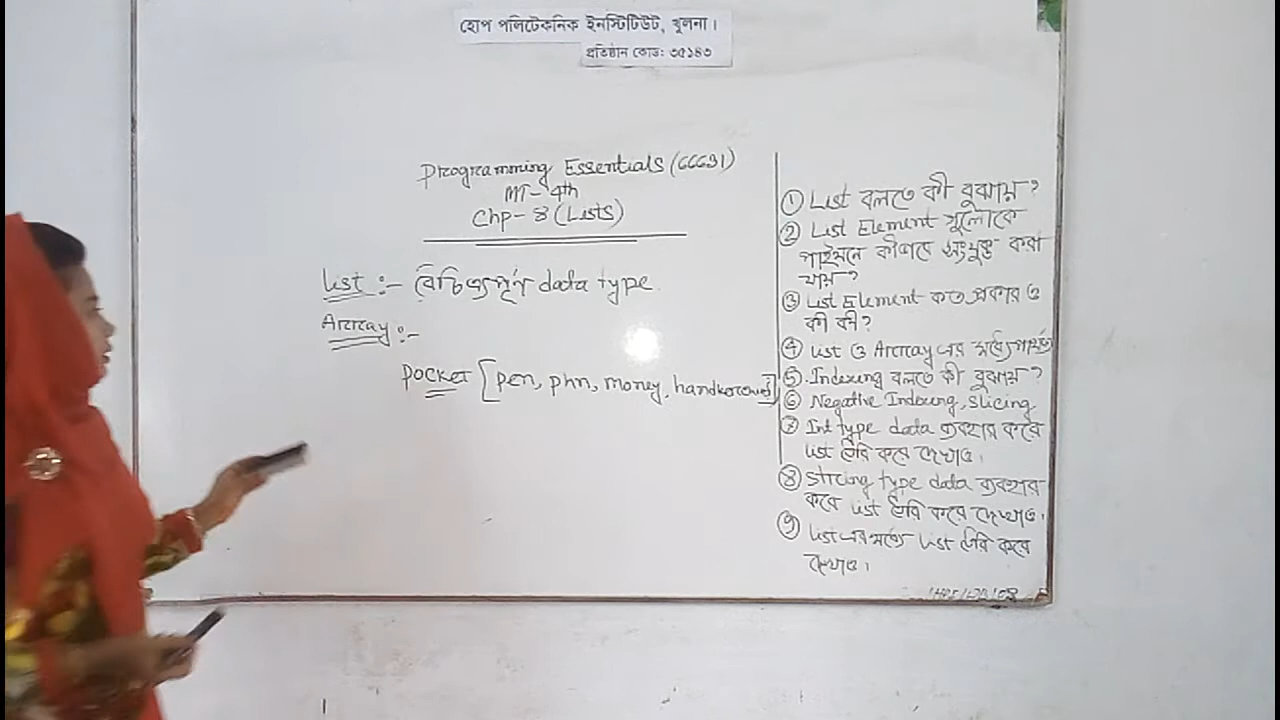 হোপ পলিটেকনিক ইনস্টিটিউট, খুলনা।
প্রতিষ্ঠান কোড: ৩৫১৪৩
Programming Essentials (66631)
MT- 4th
Chp- 8 (Lists)
List :- বৈচিত্র্যপূর্ণ data type.
Array :-
POCKET [pen, phn, money,
① List বলতে কী বুঝায়?
② List Element গুলোকে
পাইথনে কীভাবে সংযুক্ত করা
যায়?
③ List Element কত প্রকার ও
কী কী?
④ List ও Array এর মধ্যে পার্থক্য
⑤ Indexing বলতে কী বুঝায়?
⑥ Negative Indexing, slicing
⑦ Int type data ব্যবহার করে
list তৈরি করে দেখাও।
⑧ String type data ব্যবহার
করে list তৈরি করে দেখাও।
⑨ List এর মধ্যে List তৈরি করে
দেখাও।